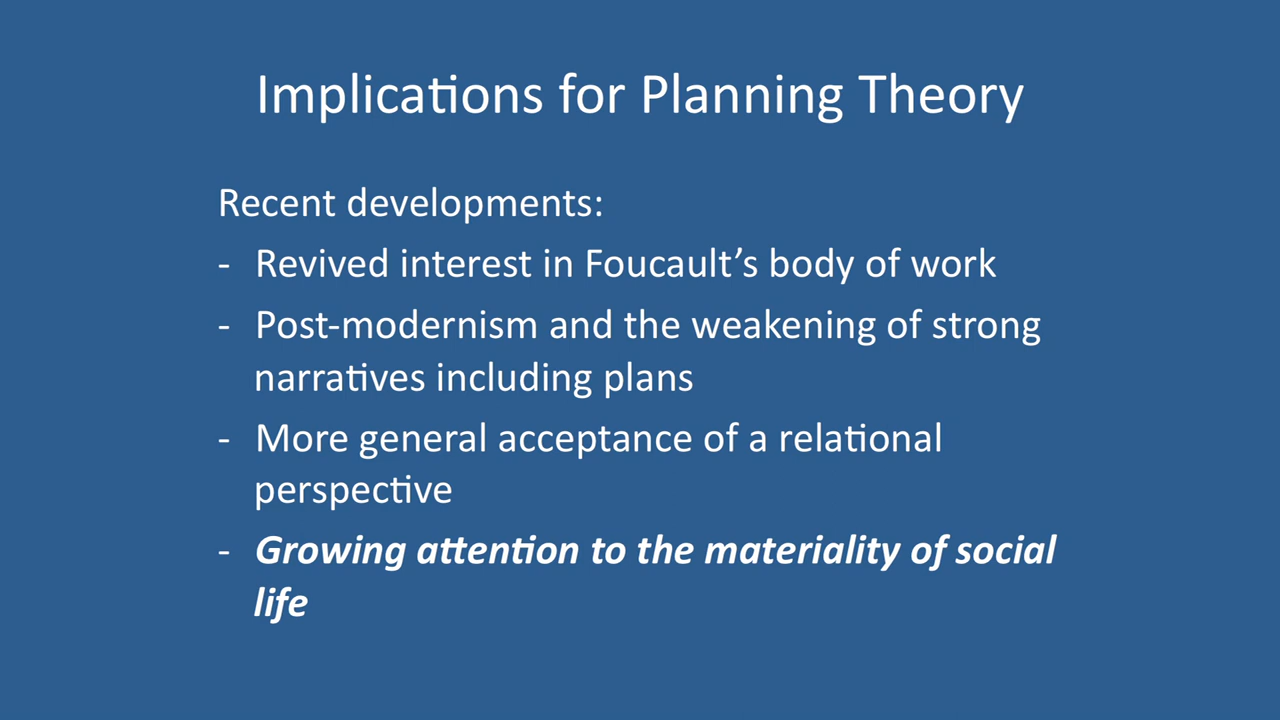 Implications for Planning Theory
Recent developments:
- Revived interest in Foucault’s body of work
- Post-modernism and the weakening of strong
narratives including plans
- More general acceptance of a relational
perspective
- Growing attention to the materiality of social
life